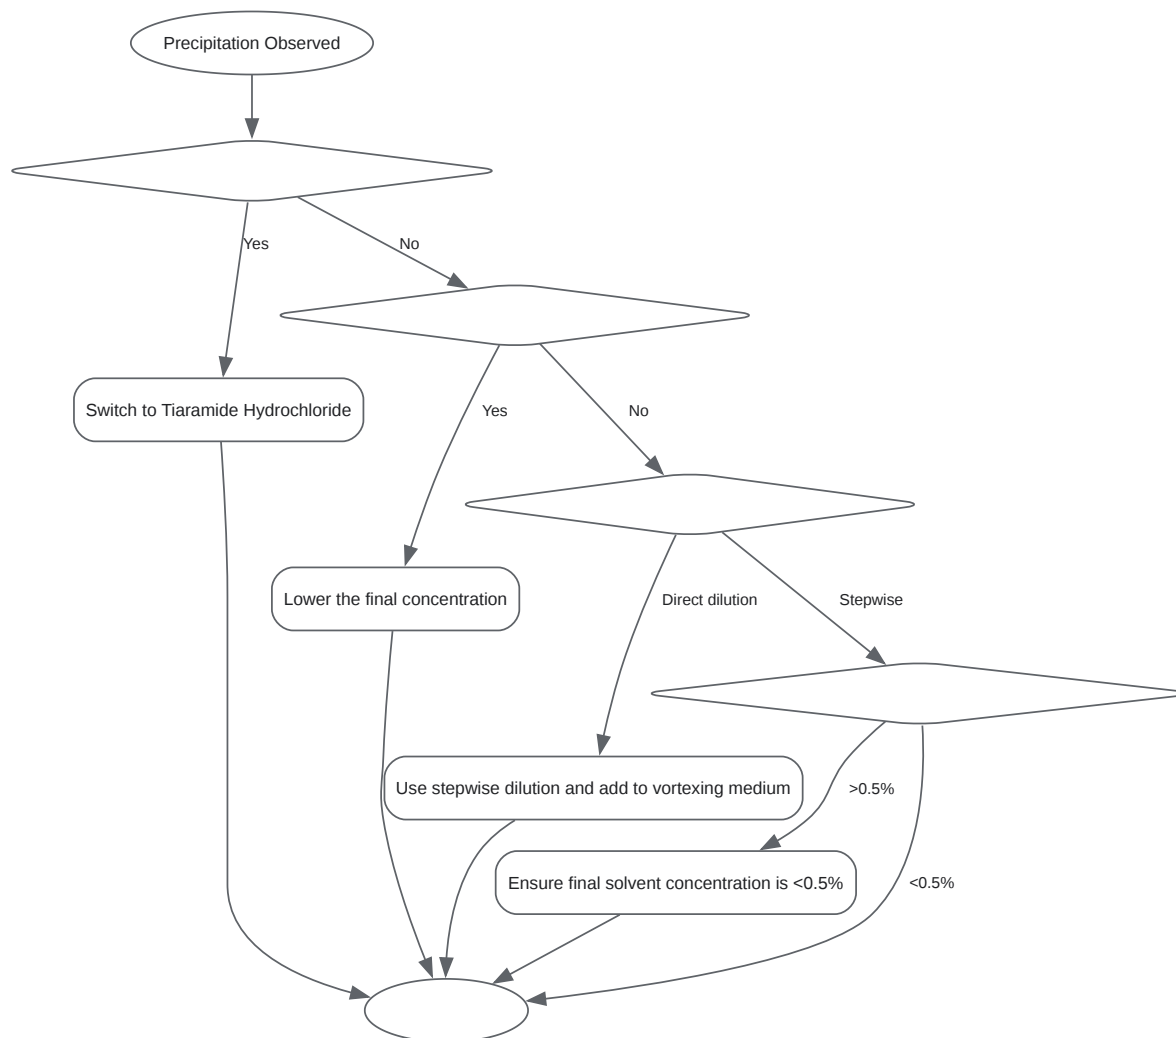 Precipitation Observed
Yes
No
Switch to Tiaramide Hydrochloride
Yes
No
Lower the final concentration
Direct dilution
Stepwise
Use stepwise dilution and add to vortexing medium
>0.5%
Ensure final solvent concentration is <0.5%
<0.5%